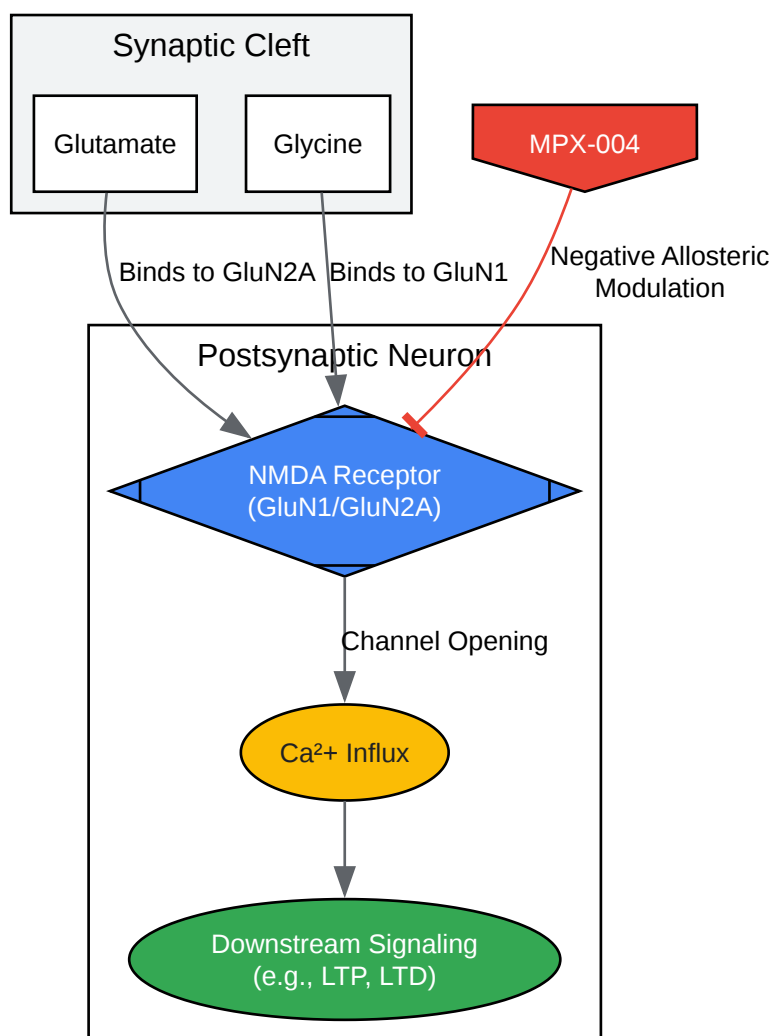 Synaptic Cleft
Glutamate
Glycine
MPX-004
Binds to GluN2A
Binds to GluN1
Negative Allosteric
Modulation
Postsynaptic Neuron
NMDA Receptor
(GluN1/GluN2A)
Channel Opening
Ca²+ Influx
Downstream Signaling
(e.g., LTP, LTD)